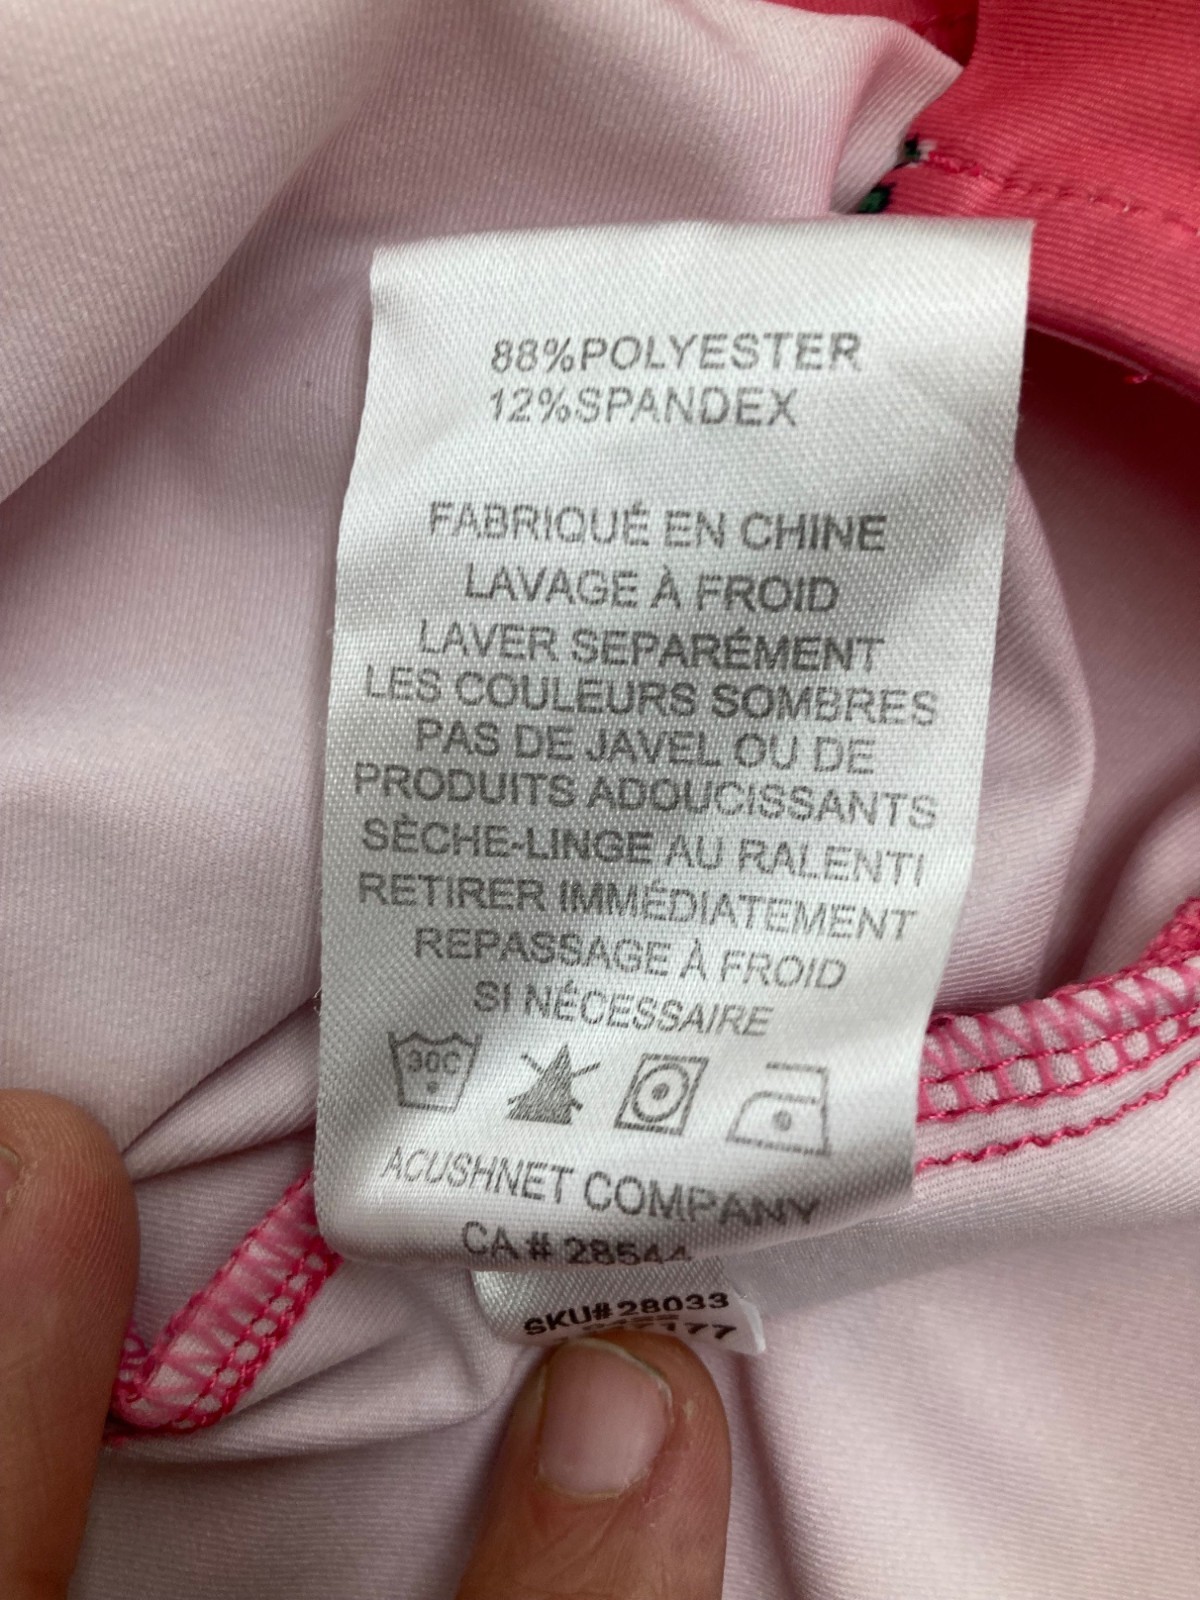 88%POLYESTER
12%SPANDEX
FABRIQUÉ EN CHINE
LAVAGE À FROID
LAVER SEPARÉMENT
LES COULEURS SOMBRES
PAS DE JAVEL OU DE
PRODUITS ADOUCISSANTS
SÈCHE-LINGE AU RALENTI
RETIRER IMMÉDIATEMENT
REPASSAGE À FROID
SI NÉCESSAIRE
30C
ACUSHNET COMPANY
CA # 28544
SKU#28033